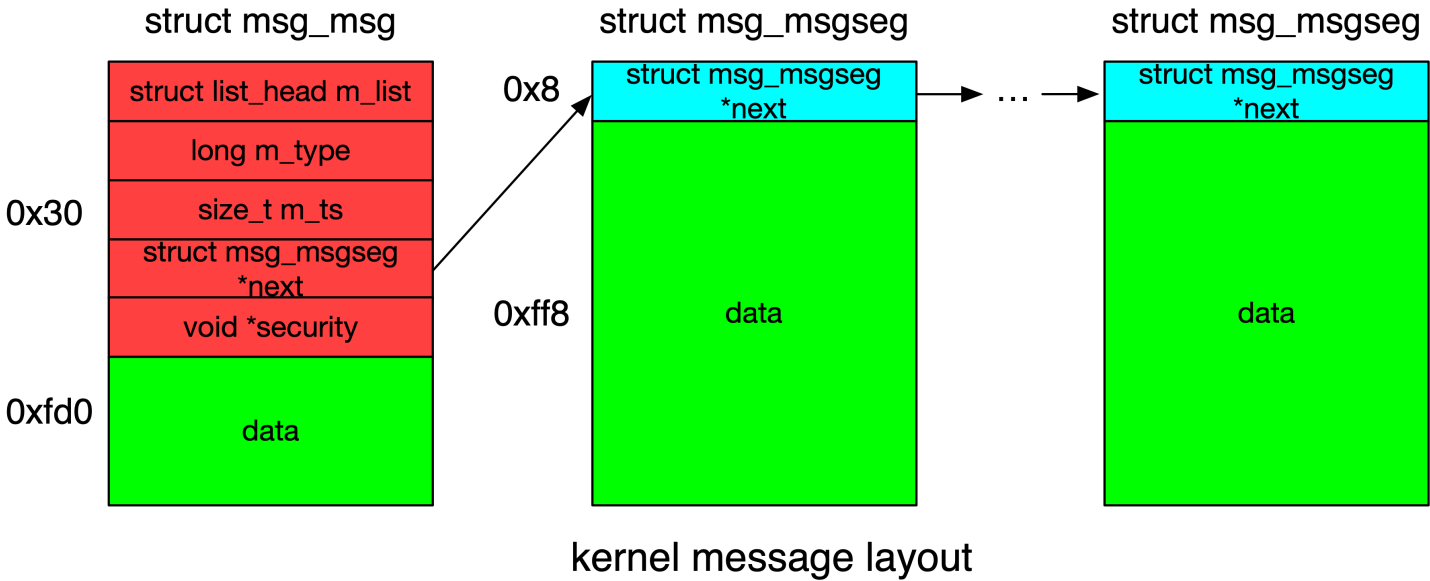 struct msg_msg
struct list_head m_list
long m_type
0x30
size_t m_ts
struct msg_msgseg
*next
void *security
0xfd0
data
struct msg_msgseg
0x8
struct msg_msgseg
*next
0xff8
data
...
struct msg_msgseg
struct msg_msgseg
*next
data
kernel message layout